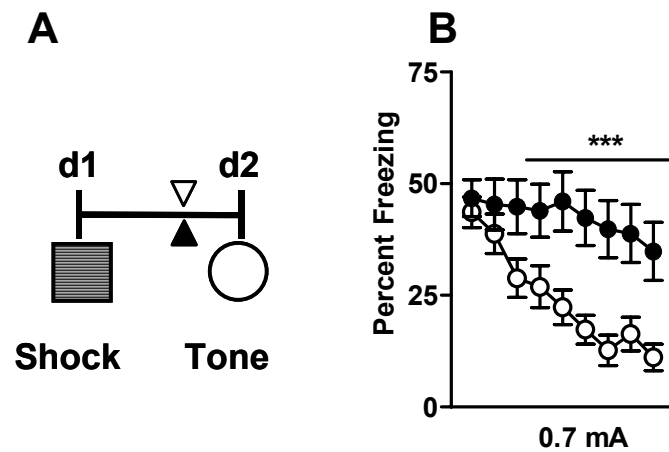 A
d1
d2
Shock
Tone
B
Percent Freezing
75
50
25
0
***
0.7 mA